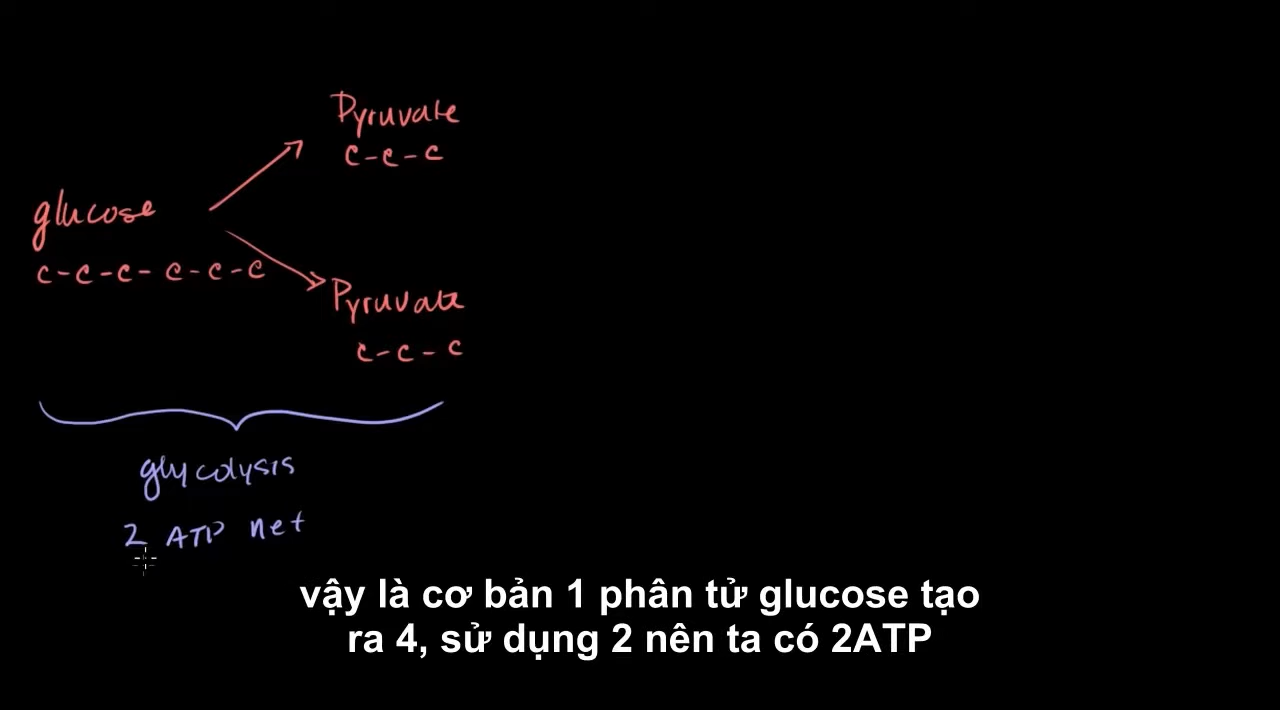 Pyruvate
c-c-c
glucose
c-c-c-c-c-c
Pyruvate
c-c-c
glycolysis
2 ATP net
vậy là cơ bản 1 phân tử glucose tạo
ra 4, sử dụng 2 nên ta có 2ATP